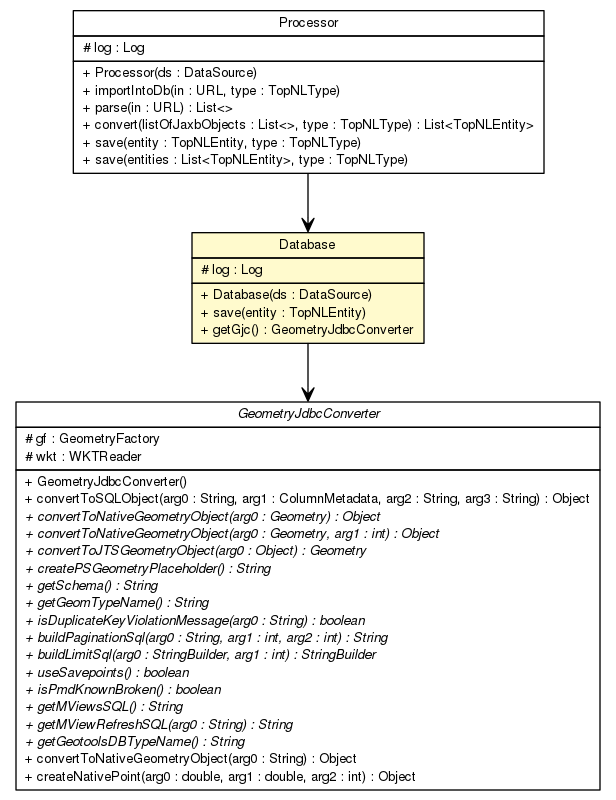 Processor
# log : Log
+ Processor(ds : DataSource)
+ importIntoDb(in : URL, type : TopNLType)
+ parse(in : URL) : List<>
+ convert(listOfJaxbObjects : List<>, type : TopNLType) : List<TopNLEntity>
+ save(entity : TopNLEntity, type : TopNLType)
+ save(entities : List<TopNLEntity>, type : TopNLType)
Database
# log : Log
+ Database(ds : DataSource)
+ save(entity : TopNLEntity)
+ getGjc() : GeometryJdbcConverter
GeometryJdbcConverter
# gf : GeometryFactory
# wkt : WKTReader
+ GeometryJdbcConverter()
+ convertToSQLObject(arg0 : String, arg1 : ColumnMetadata, arg2 : String, arg3 : String) : Object
+ convertToNativeGeometryObject(arg0 : Geometry) : Object
+ convertToNativeGeometryObject(arg0 : Geometry, arg1 : int) : Object
+ convertToJTSGeometryObject(arg0 : Object) : Geometry
+ createPSGeometryPlaceholder() : String
+ getSchema() : String
+ getGeomTypeName() : String
+ isDuplicateKeyViolationMessage(arg0 : String) : boolean
+ buildPaginationSql(arg0 : String, arg1 : int, arg2 : int) : String
+ buildLimitSql(arg0 : StringBuilder, arg1 : int) : StringBuilder
+ useSavepoints() : boolean
+ isPmdKnownBroken() : boolean
+ getMViewsSQL() : String
+ getMViewRefreshSQL(arg0 : String) : String
+ getGeotoolsDBTypeName() : String
+ convertToNativeGeometryObject(arg0 : String) : Object
+ createNativePoint(arg0 : double, arg1 : double, arg2 : int) : Object